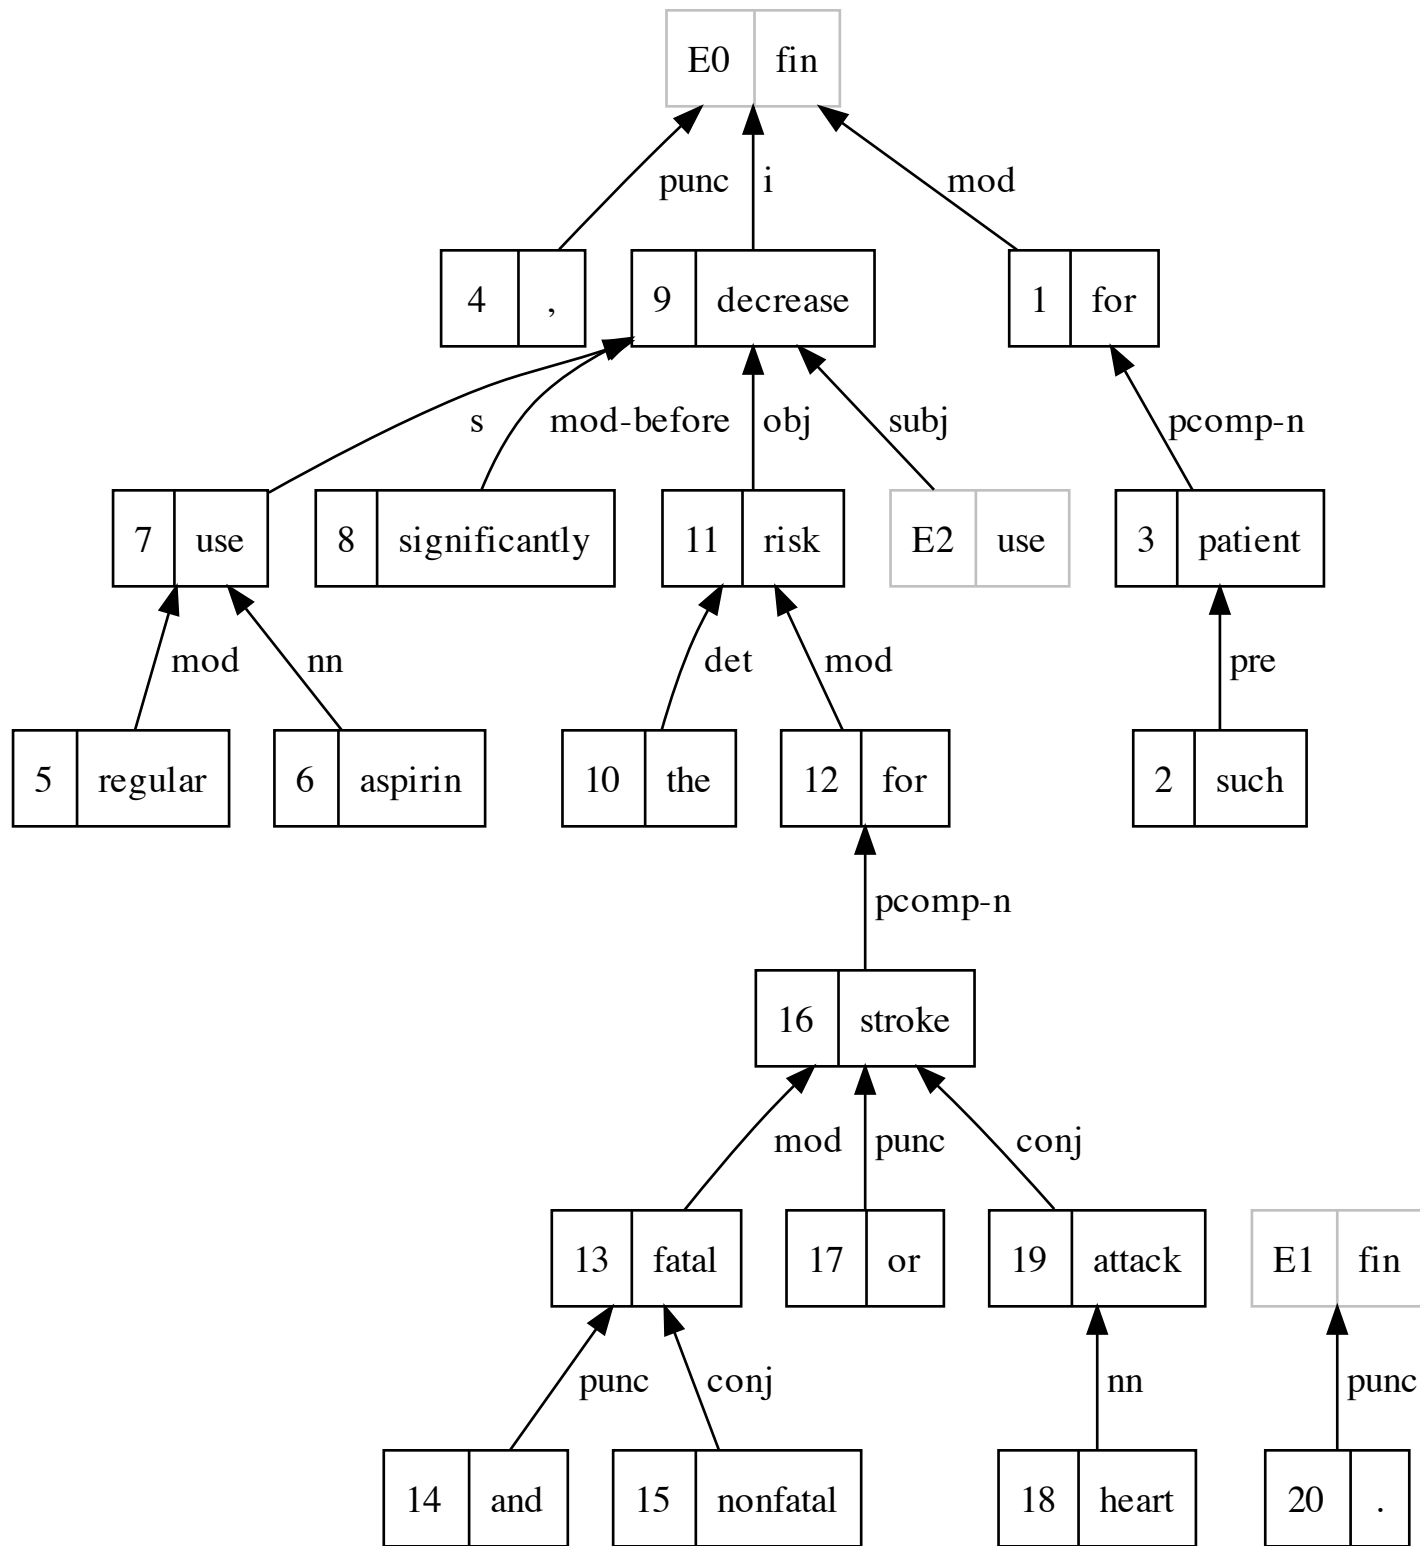 E0 fin
punc i mod
4 , 9 decrease 1 for
s mod-before obj subj pcomp-n
7 use 8 significantly 11 risk E2 use 3 patient
mod nn det mod pre
5 regular 6 aspirin 10 the 12 for 2 such
pcomp-n
16 stroke
mod punc conj
13 fatal 17 or 19 attack E1 fin
punc conj nn punc
14 and 15 nonfatal 18 heart 20 .